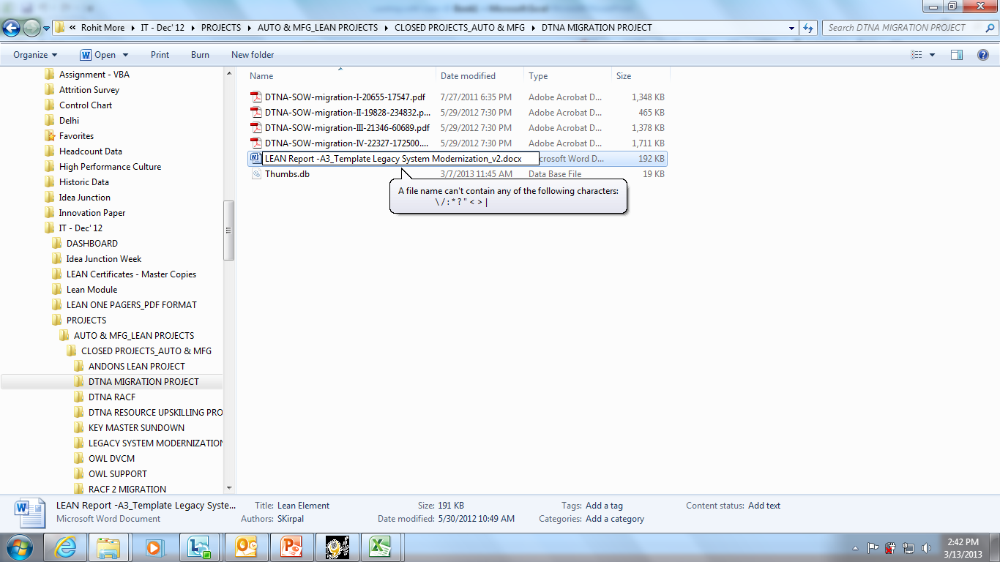 « Rohit More ▸ IT - Dec' 12 ▸ PROJECTS ▸ AUTO & MFG_LEAN PROJECTS ▸ CLOSED PROJECTS_AUTO & MFG ▸ DTNA MIGRATION PROJECT
Search DTNA MIGRATION PROJECT
Organize Open Print Burn New folder
Assignment - VBA
Attrition Survey
Control Chart
Delhi
Favorites
Headcount Data
High Performance Culture
Historic Data
Idea Junction
Innovation Paper
IT - Dec' 12
DASHBOARD
Idea Junction Week
LEAN Certificates - Master Copies
Lean Module
LEAN ONE PAGERS_PDF FORMAT
PROJECTS
AUTO & MFG_LEAN PROJECTS
CLOSED PROJECTS_AUTO & MFG
ANDONS LEAN PROJECT
DTNA MIGRATION PROJECT
DTNA RACF
DTNA RESOURCE UPSKILLING PRO
KEY MASTER SUNDOWN
LEGACY SYSTEM MODERNIZATION
OWL DVCM
OWL SUPPORT
RACF 2 MIGRATION
Name Date modified Type Size
DTNA-SOW-migration-I-20655-17547.pdf 7/27/2011 6:35 PM Adobe Acrobat D... 1,348 KB
DTNA-SOW-migration-II-19828-234832.p... 5/29/2012 7:30 PM Adobe Acrobat D... 465 KB
DTNA-SOW-migration-III-21346-60689.pdf 5/29/2012 7:30 PM Adobe Acrobat D... 1,378 KB
DTNA-SOW-migration-IV-22327-172500.... 5/29/2012 7:30 PM Adobe Acrobat D... 1,711 KB
LEAN Report -A3_Template Legacy System Modernization_v2.docx crosoft Word D... 192 KB
Thumbs.db 3/7/2013 11:45 AM Data Base File 19 KB
A file name can't contain any of the following characters:
\ / : * ? " < > |
LEAN Report -A3_Template Legacy Syste... Title: Lean Element Size: 191 KB Tags: Add a tag Content status: Add text
Microsoft Word Document Authors: SKirpal Date modified: 5/30/2012 10:49 AM Categories: Add a category
2:42 PM
3/13/2013